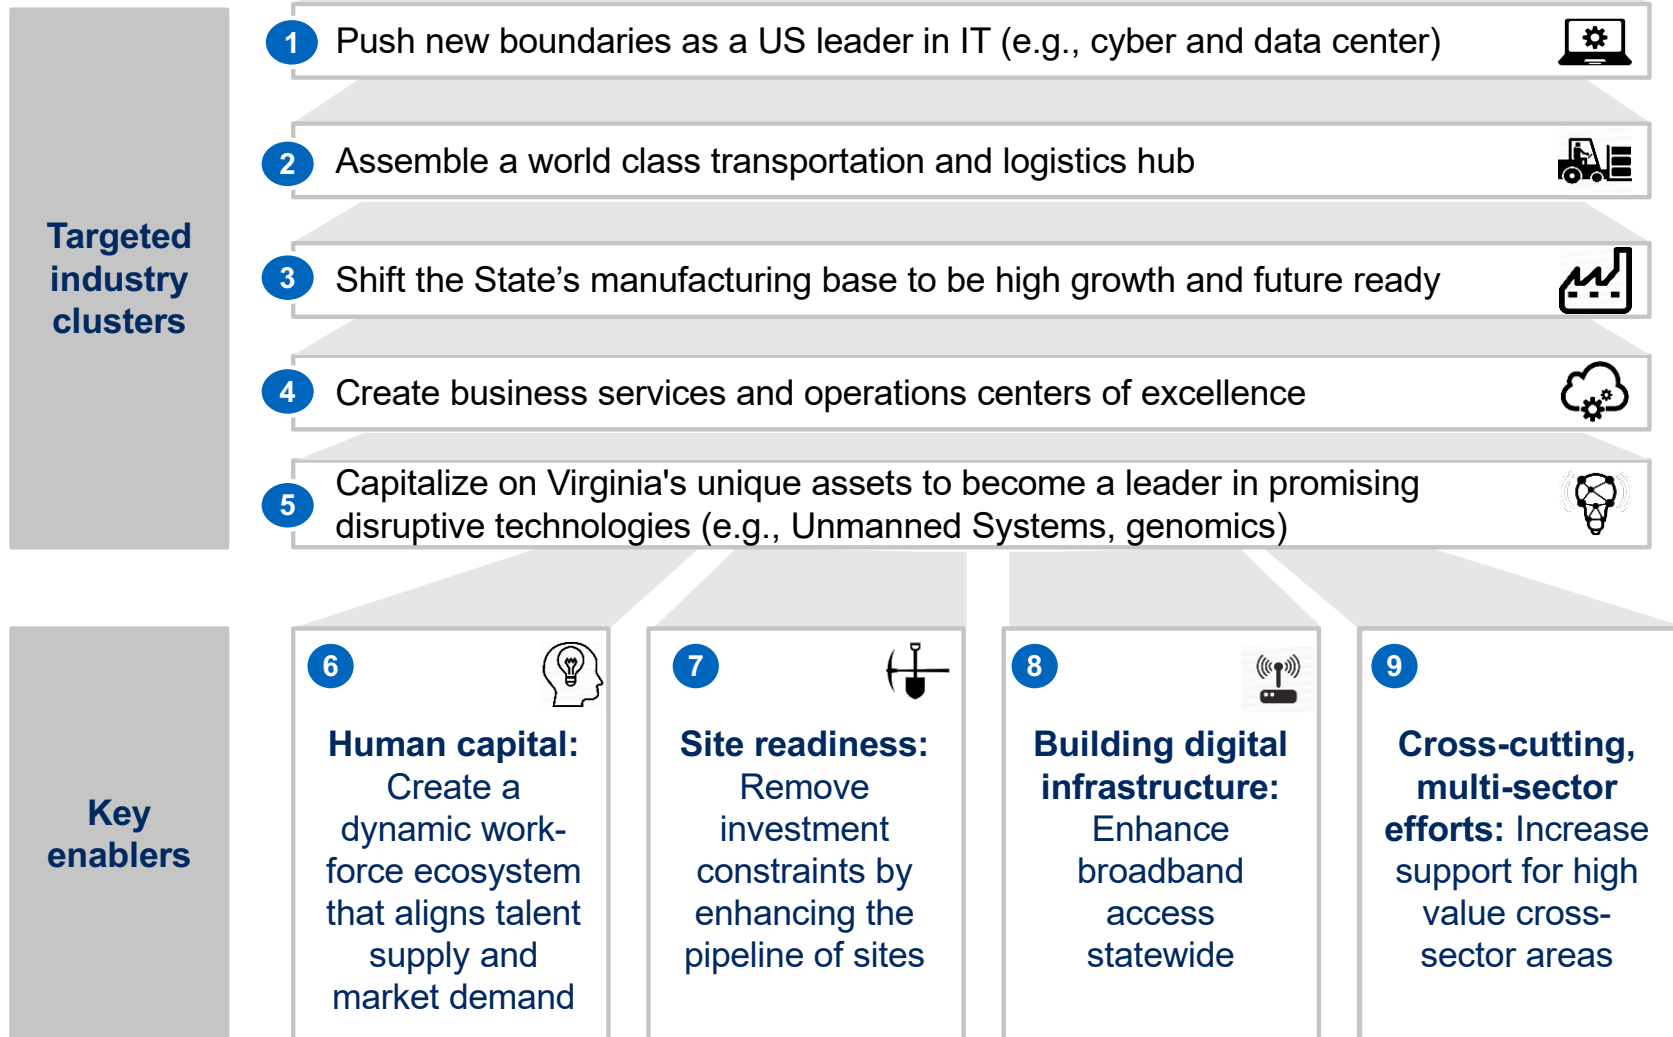 Targeted
industry
clusters
1 Push new boundaries as a US leader in IT (e.g., cyber and data center)
2 Assemble a world class transportation and logistics hub
3 Shift the State’s manufacturing base to be high growth and future ready
4 Create business services and operations centers of excellence
5 Capitalize on Virginia's unique assets to become a leader in promising
disruptive technologies (e.g., Unmanned Systems, genomics)
Key
enablers
6
Human capital:
Create a
dynamic work-
force ecosystem
that aligns talent
supply and
market demand
7
Site readiness:
Remove
investment
constraints by
enhancing the
pipeline of sites
8
Building digital
infrastructure:
Enhance
broadband
access
statewide
9
Cross-cutting,
multi-sector
efforts: Increase
support for high
value cross-
sector areas